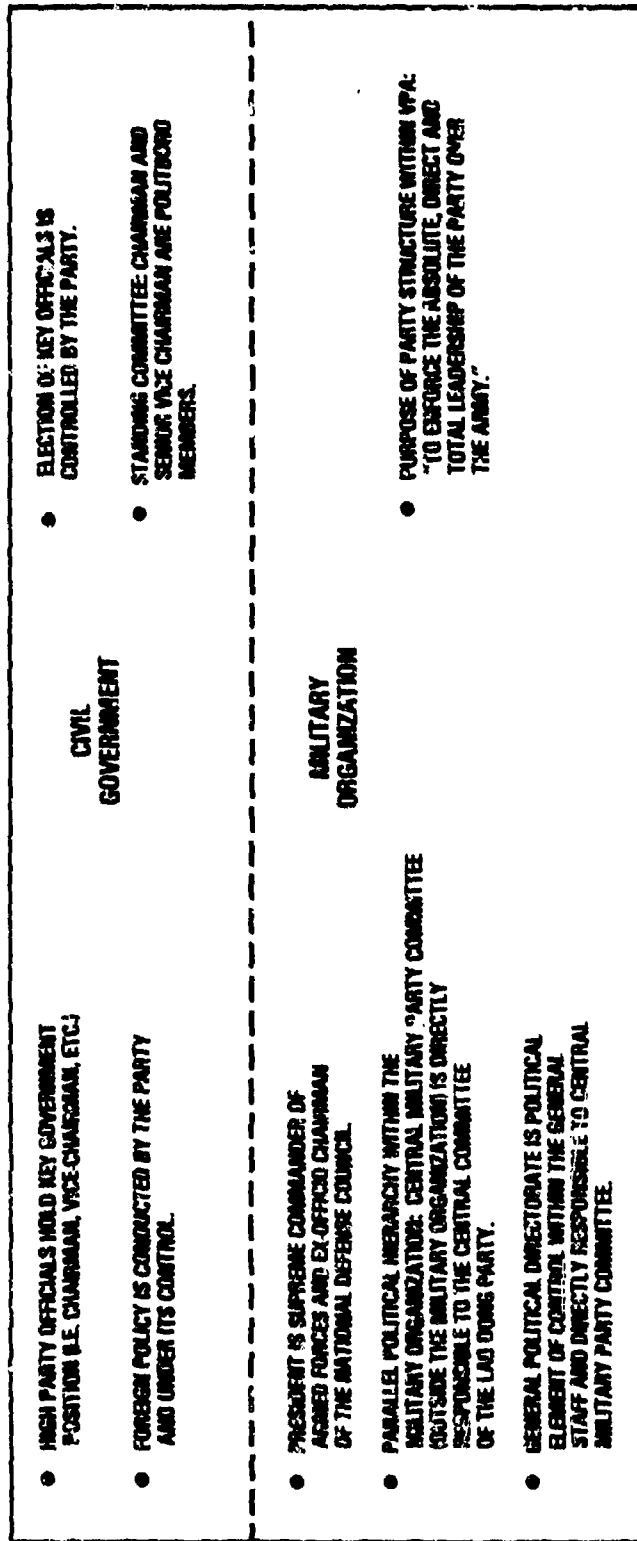 CIVIL
GOVERNMENT
● HIGH PARTY OFFICIALS HOLD KEY GOVERNMENT
POSITION (I.E. CHAIRMAN, VICE-CHAIRMAN, ETC.)
● FOREIGN POLICY IS CONDUCTED BY THE PARTY
AND UNDER ITS CONTROL.
● ELECTION OF KEY OFFICIALS IS
CONTROLLED BY THE PARTY.
● STANDING COMMITTEE CHAIRMAN AND
SENIOR VICE CHAIRMAN ARE POLITBORO
MEMBERS.
MILITARY
ORGANIZATION
● PRESIDENT IS SUPREME COMMANDER OF
ARMED FORCES AND EX-OFFICIO CHAIRMAN
OF THE NATIONAL DEFENSE COUNCIL.
● PARALLEL POLITICAL HIERARCHY WITHIN THE
MILITARY ORGANIZATION: CENTRAL MILITARY PARTY COMMITTEE
(OUTSIDE THE MILITARY ORGANIZATION) IS DIRECTLY
RESPONSIBLE TO THE CENTRAL COMMITTEE
OF THE LAO DONG PARTY.
● GENERAL POLITICAL DIRECTORATE IS POLITICAL
ELEMENT OF CONTROL WITHIN THE GENERAL
STAFF AND DIRECTLY RESPONSIBLE TO CENTRAL
MILITARY PARTY COMMITTEE.
● PURPOSE OF PARTY STRUCTURE WITHIN VPA:
"TO ENFORCE THE ABSOLUTE, DIRECT AND
TOTAL LEADERSHIP OF THE PARTY OVER
THE ARMY."